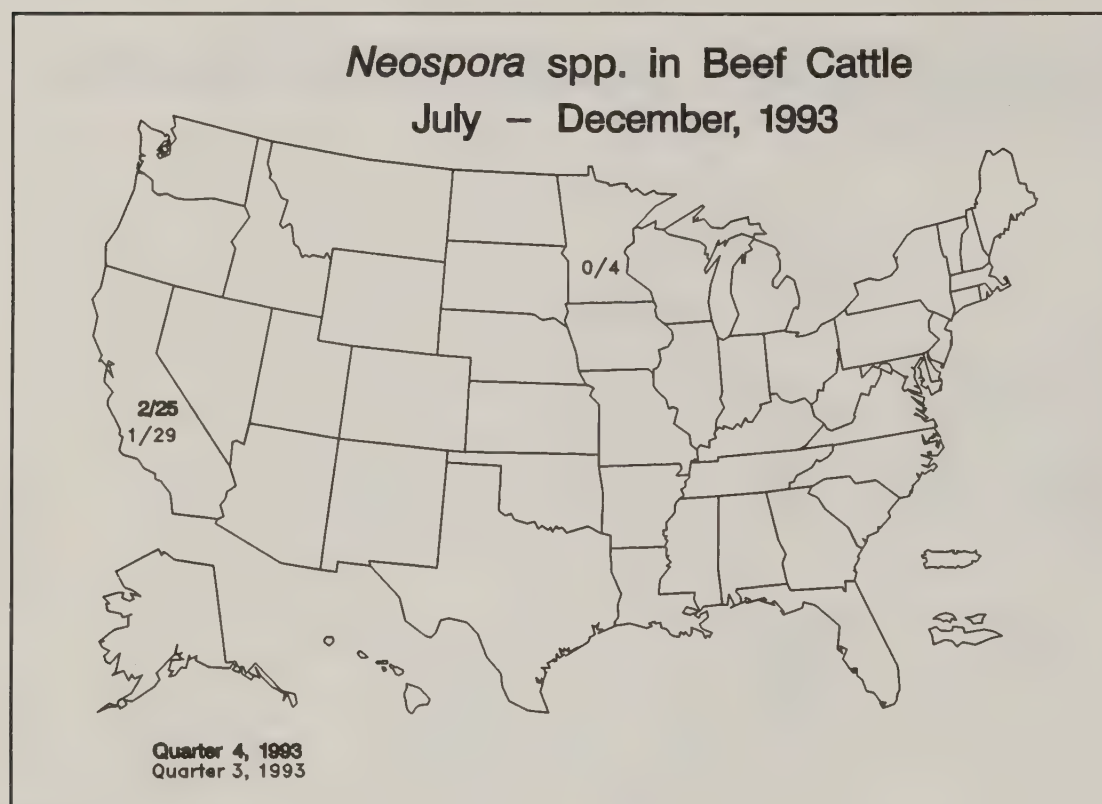 Neospora spp. in Beef Cattle
July – December, 1993
0/4
2/25
1/29
Quarter 4, 1993
Quarter 3, 1993